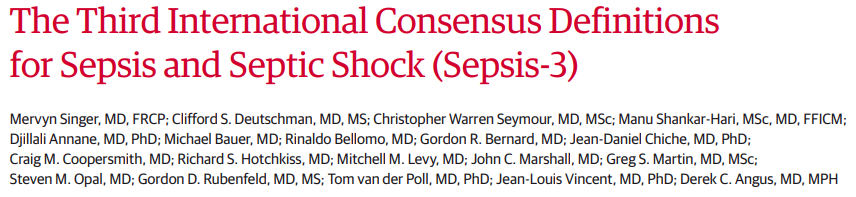 The Third International Consensus Definitions
for Sepsis and Septic Shock (Sepsis-3)
Mervyn Singer, MD, FRCP; Clifford S. Deutschman, MD, MS; Christopher Warren Seymour, MD, MSc; Manu Shankar-Hari, MSc, MD, FFICM;
Djillali Annane, MD, PhD; Michael Bauer, MD; Rinaldo Bellomo, MD; Gordon R. Bernard, MD; Jean-Daniel Chiche, MD, PhD;
Craig M. Coopersmith, MD; Richard S. Hotchkiss, MD; Mitchell M. Levy, MD; John C. Marshall, MD; Greg S. Martin, MD, MSc;
Steven M. Opal, MD; Gordon D. Rubenfeld, MD, MS; Tom van der Poll, MD, PhD; Jean-Louis Vincent, MD, PhD; Derek C. Angus, MD, MPH